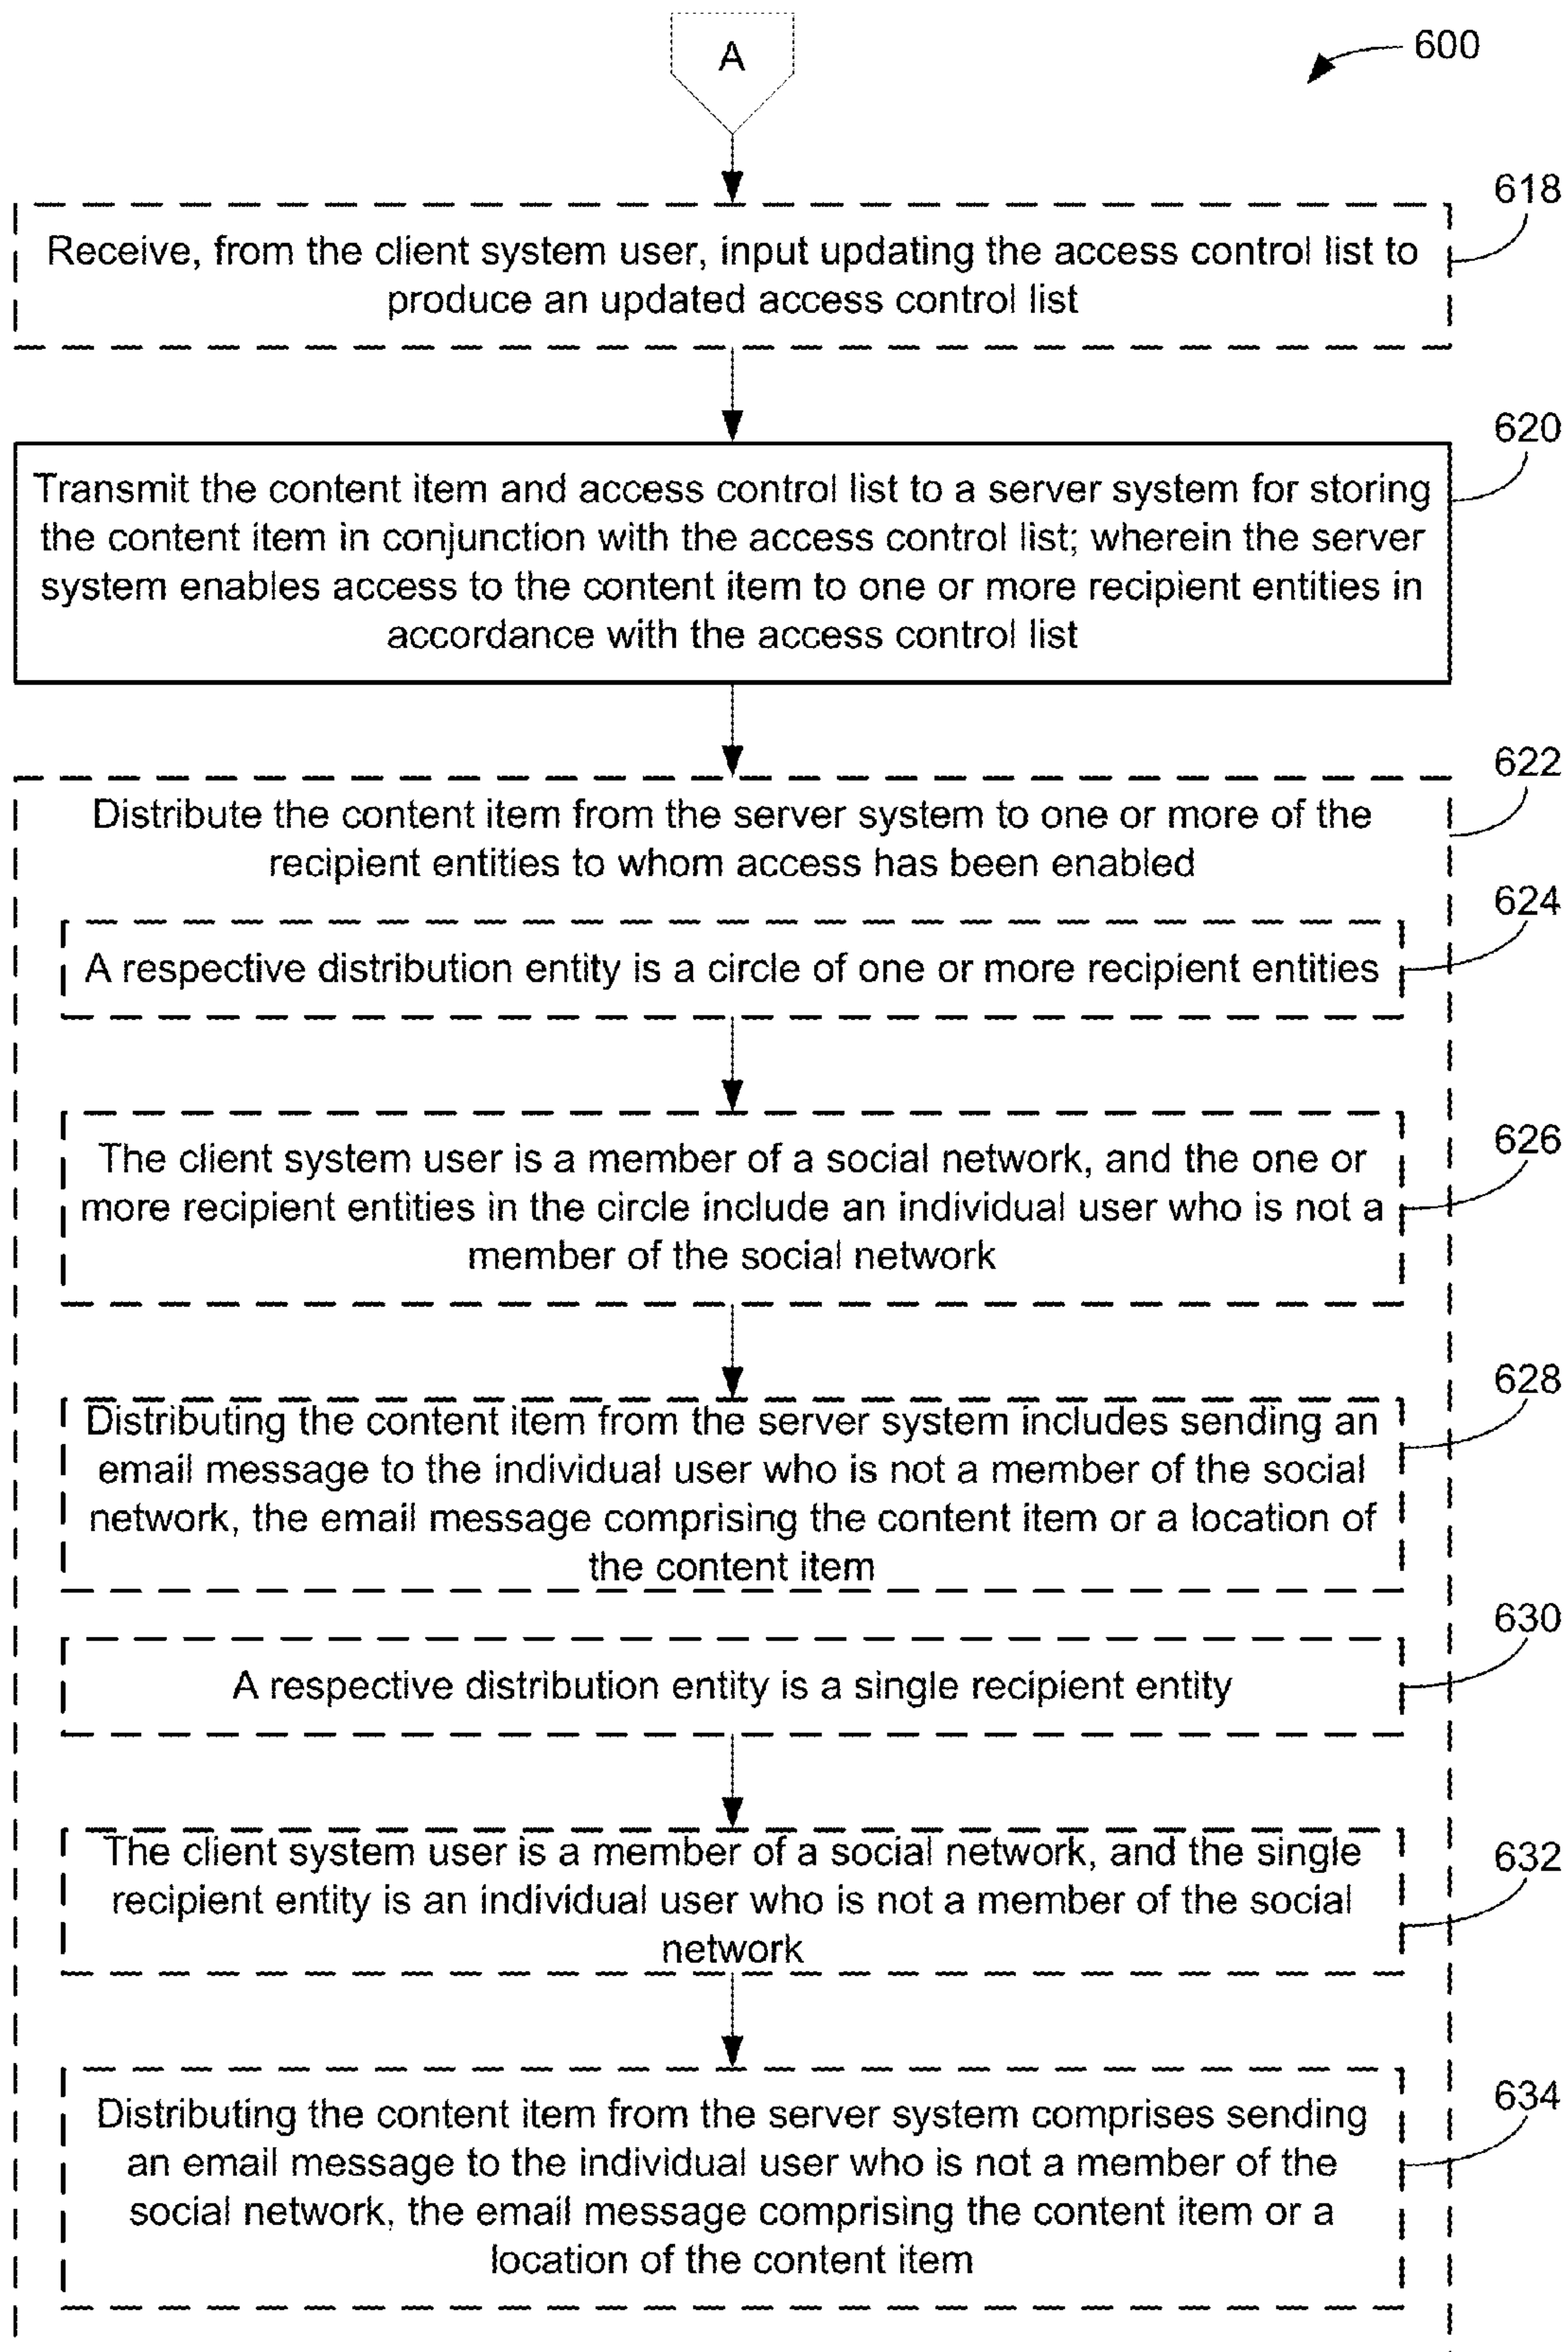 A
600
618
Receive, from the client system user, input updating the access control list to
produce an updated access control list
620
Transmit the content item and access control list to a server system for storing
the content item in conjunction with the access control list; wherein the server
system enables access to the content item to one or more recipient entities in
accordance with the access control list
622
Distribute the content item from the server system to one or more of the
recipient entities to whom access has been enabled
624
A respective distribution entity is a circle of one or more recipient entities
626
The client system user is a member of a social network, and the one or
more recipient entities in the circle include an individual user who is not a
member of the social network
628
Distributing the content item from the server system includes sending an
email message to the individual user who is not a member of the social
network, the email message comprising the content item or a location of
the content item
630
A respective distribution entity is a single recipient entity
632
The client system user is a member of a social network, and the single
recipient entity is an individual user who is not a member of the social
network
634
Distributing the content item from the server system comprises sending
an email message to the individual user who is not a member of the
social network, the email message comprising the content item or a
location of the content item